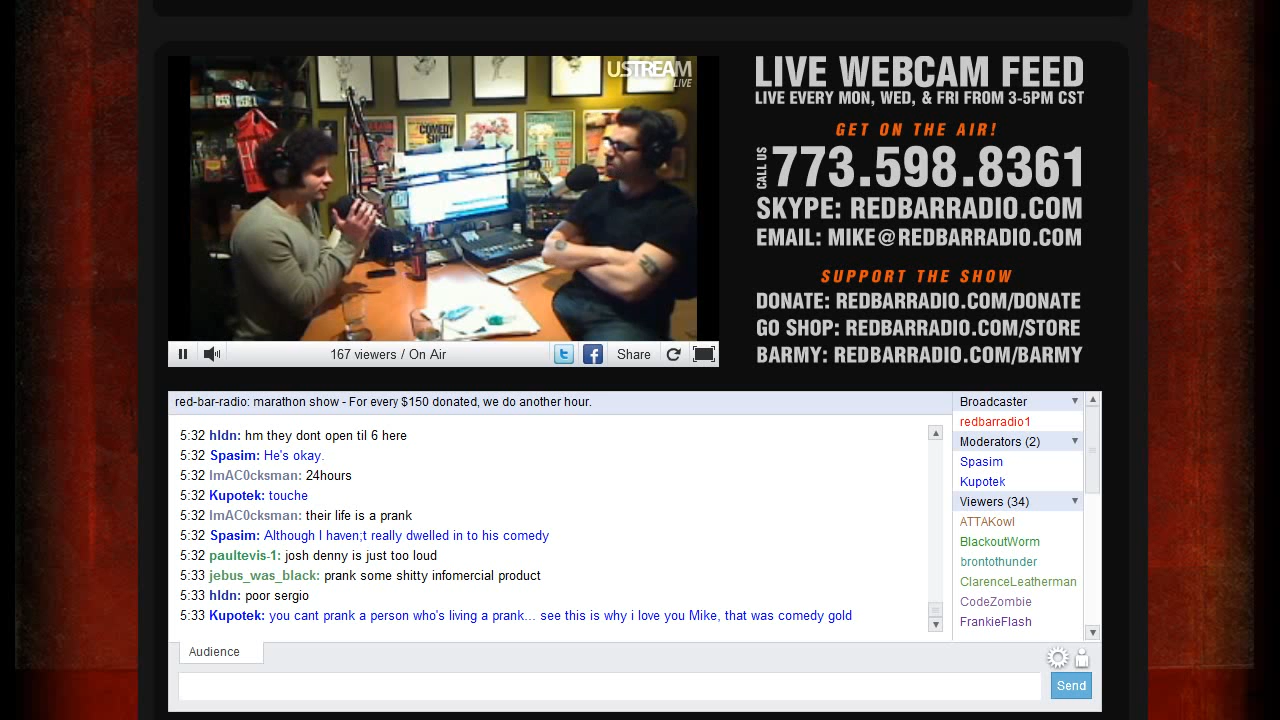 USTREAM
LIVE
COMEDY
167 viewers / On Air
Share
LIVE WEBCAM FEED
LIVE EVERY MON, WED, & FRI FROM 3-5PM CST
GET ON THE AIR!
CALL US
773.598.8361
SKYPE: REDBARRADIO.COM
EMAIL: MIKE@REDBARRADIO.COM
SUPPORT THE SHOW
DONATE: REDBARRADIO.COM/DONATE
GO SHOP: REDBARRADIO.COM/STORE
BARMY: REDBARRADIO.COM/BARMY
red-bar-radio: marathon show - For every $150 donated, we do another hour.
5:32 hldn: hm they dont open til 6 here
5:32 Spasim: He's okay.
5:32 ImAC0cksman: 24hours
5:32 Kupotek: touche
5:32 ImAC0cksman: their life is a prank
5:32 Spasim: Although I haven;t really dwelled in to his comedy
5:32 paultevis-1: josh denny is just too loud
5:33 jebus_was_black: prank some shitty infomercial product
5:33 hldn: poor sergio
5:33 Kupotek: you cant prank a person who's living a prank... see this is why i love you Mike, that was comedy gold
Broadcaster
redbarradio1
Moderators (2)
Spasim
Kupotek
Viewers (34)
ATTAKowl
BlackoutWorm
brontothunder
ClarenceLeatherman
CodeZombie
FrankieFlash
Audience
Send